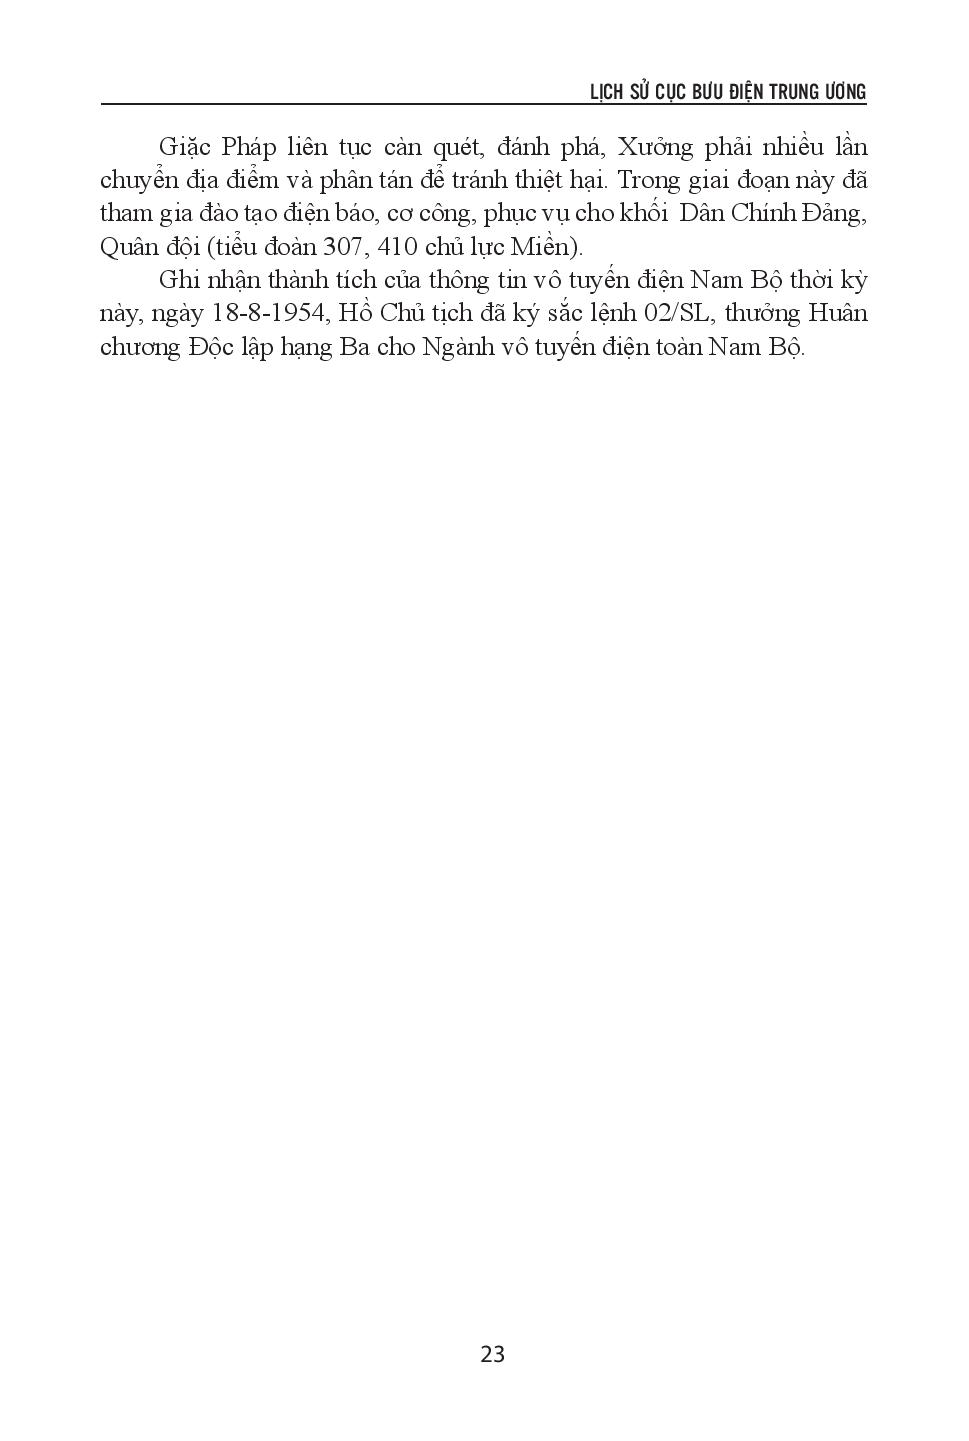 LỊCH SỬ CỤC BƯU ĐIỆN TRUNG ƯƠNG
Giặc Pháp liên tục càn quét, đánh phá, Xưởng phải nhiều lần
chuyển địa điểm và phân tán để tránh thiệt hại. Trong giai đoạn này đã
tham gia đào tạo điện báo, cơ công, phục vụ cho khối Dân Chính Đảng,
Quân đội (tiểu đoàn 307, 410 chủ lực Miền).
Ghi nhận thành tích của thông tin vô tuyến điện Nam Bộ thời kỳ
này, ngày 18-8-1954, Hồ Chủ tịch đã ký sắc lệnh 02/SL, thưởng Huân
chương Độc lập hạng Ba cho Ngành vô tuyến điện toàn Nam Bộ.
23